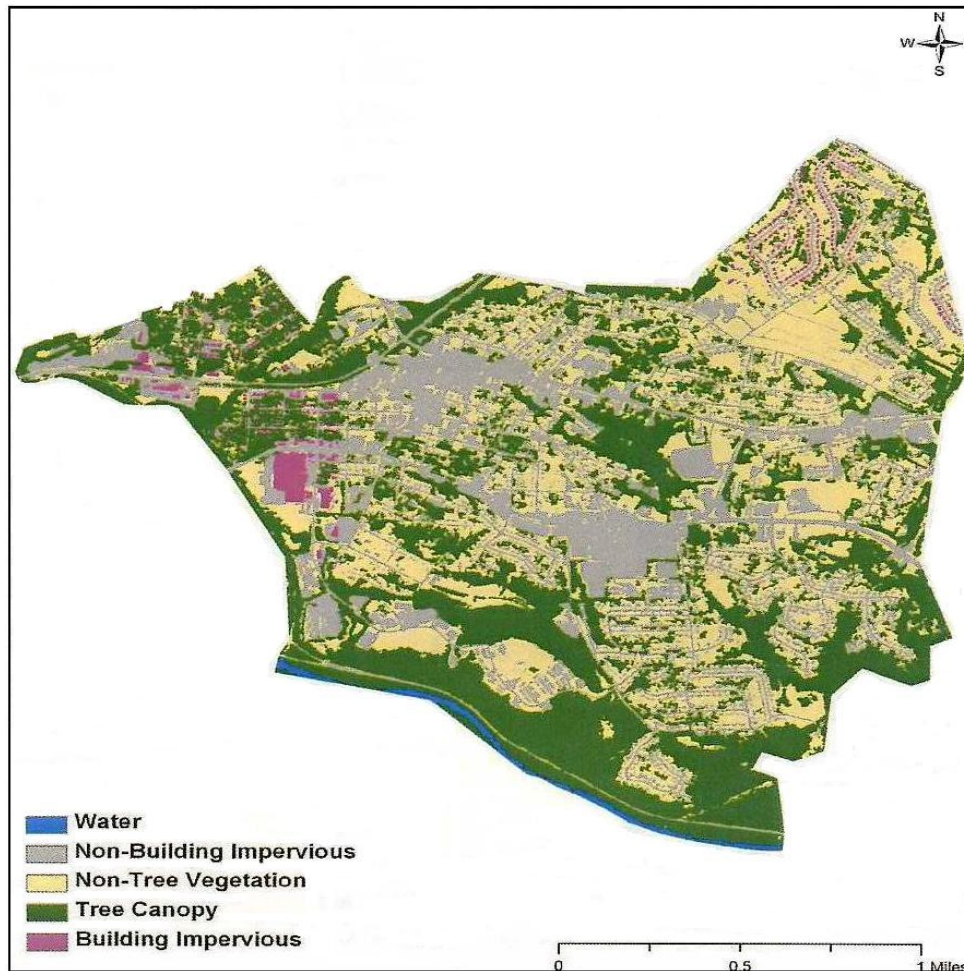 N
W E
S
Water
Non-Building Impervious
Non-Tree Vegetation
Tree Canopy
Building Impervious
0 0.5 1 Miles